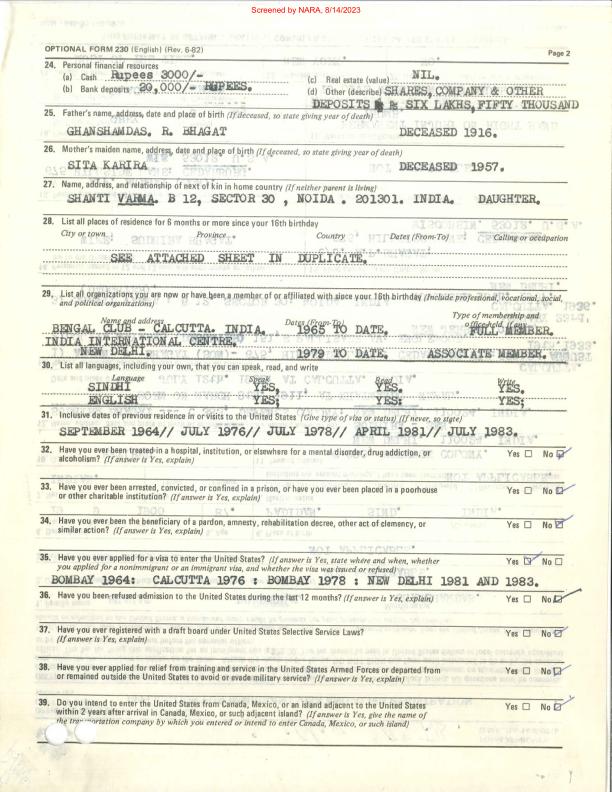 Screened by NARA, 8/14/2023
OPTIONAL FORM 230 (English) (Rev. 6-82)
Page 2
24. Personal financial resources
(a) Cash Rupees 3000/-
(b) Bank deposits 20,000/- RUPEES.
(c) Real estate (value) NIL.
(d) Other (describe) SHARES, COMPANY & OTHER
DEPOSITS SIX LAKHS, FIFTY THOUSAND
25. Father's name, address, date and place of birth (If deceased, so state giving year of death)
GHANSHAMDAS. R. BHAGAT DECEASED 1916.
26. Mother's maiden name, address, date and place of birth (If deceased, so state giving year of death)
SITA KARIRA DECEASED 1957.
27. Name, address, and relationship of next of kin in home country (If neither parent is living)
SHANTI VARMA. B 12, SECTOR 30 , NOIDA . 201301. INDIA. DAUGHTER.
28. List all places of residence for 6 months or more since your 16th birthday
City or town Province Country Dates (From-To) Calling or occupation
SEE ATTACHED SHEET IN DUPLICATE.
29. List all organizations you are now or have been a member of or affiliated with since your 16th birthday (Include professional, vocational, social,
and political organizations)
Name and address Dates (From-To) Type of membership and
office held, if any
BENGAL CLUB - CALCUTTA. INDIA. 1965 TO DATE. FULL MEMBER.
INDIA INTERNATIONAL CENTRE.
NEW DELHI. 1979 TO DATE. ASSOCIATE MEMBER.
30. List all languages, including your own, that you can speak, read, and write
Language Speak Read Write
SINDHI YES, YES. YES,
ENGLISH YES; YES: YES;
31. Inclusive dates of previous residence in or visits to the United States (Give type of visa or status) (If never, so state)
SEPTEMBER 1964// JULY 1976// JULY 1978// APRIL 1981// JULY 1983.
32. Have you ever been treated in a hospital, institution, or elsewhere for a mental disorder, drug addiction, or
alcoholism? (If answer is Yes, explain) Yes ☐ No ☑
33. Have you ever been arrested, convicted or confined in a prison, or have you ever been placed in a poorhouse
or other charitable institution? (If answer is Yes, explain) Yes ☐ No ☑
34. Have you ever been the beneficiary of a pardon, amnesty, rehabilitation decree, other act of clemency, or
similar action? (If answer is Yes, explain) Yes ☐ No ☑
35. Have you ever applied for a visa to enter the United States? (If answer is Yes, state where and when, whether
you applied for a nonimmigrant or an immigrant visa, and whether the visa was issued or refused) Yes ☑ No ☐
BOMBAY 1964: CALCUTTA 1976 : BOMBAY 1978 : NEW DELHI 1981 AND 1983.
36. Have you been refused admission to the United States during the last 12 months? (If answer is Yes, explain) Yes ☐ No ☑
37. Have you ever registered with a draft board under United States Selective Service Laws?
(If answer is Yes, explain) Yes ☐ No ☑
38. Have you ever applied for relief from training and service in the United States Armed Forces or departed from
or remained outside the United States to avoid or evade military service? (If answer is Yes, explain) Yes ☐ No ☑
39. Do you intend to enter the United States from Canada, Mexico, or an island adjacent to the United States
within 2 years after arrival in Canada, Mexico, or such adjacent island? (If answer is Yes, give the name of
the transportation company by which you entered or intend to enter Canada, Mexico, or such island) Yes ☐ No ☑